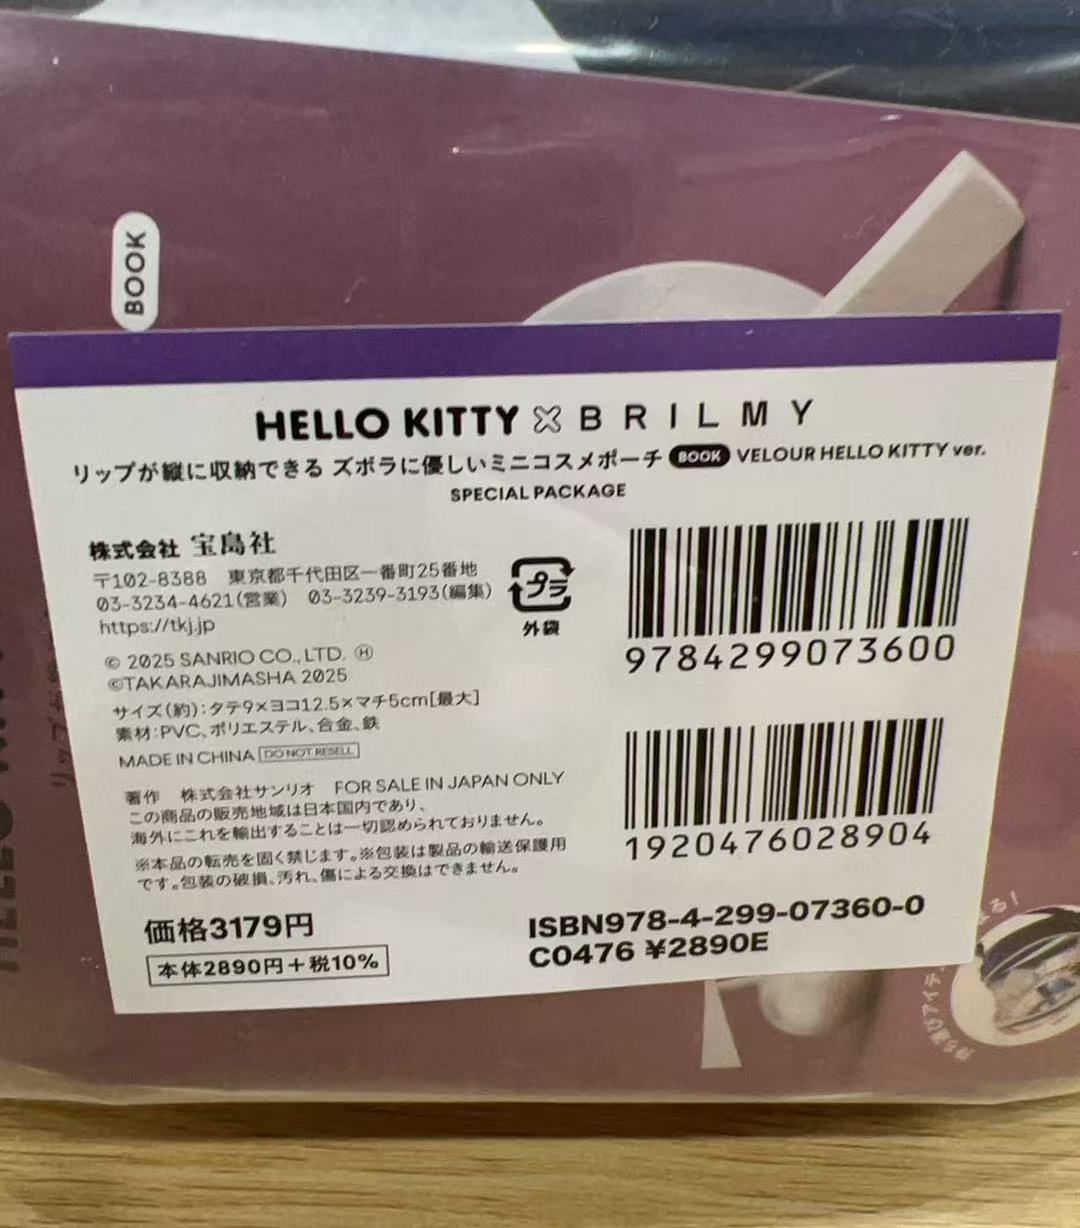 BOOK
HELLO KITTY × BRILMY
リップが縦に収納できる ズボラに優しいミニコスメポーチ BOOK VELOUR HELLO KITTY ver.
SPECIAL PACKAGE
株式会社 宝島社
〒102-8388 東京都千代田区一番町25番地
03-3234-4621(営業) 03-3239-3193(編集)
https://tkj.jp
© 2025 SANRIO CO., LTD. Ⓗ
©TAKARAJIMASHA 2025
サイズ(約):タテ9×ヨコ12.5×マチ5cm[最大]
素材:PVC、ポリエステル、合金、鉄
MADE IN CHINA DO NOT RESELL
著作 株式会社サンリオ FOR SALE IN JAPAN ONLY
この商品の販売地域は日本国内であり、
海外にこれを輸出することは一切認められておりません。
※本品の転売を固く禁じます。※包装は製品の輸送保護用
です。包装の破損、汚れ、傷による交換はできません。
価格3179円
本体2890円+税10%
プラ
外袋
9784299073600
1920476028904
ISBN978-4-299-07360-0
C0476 ¥2890E